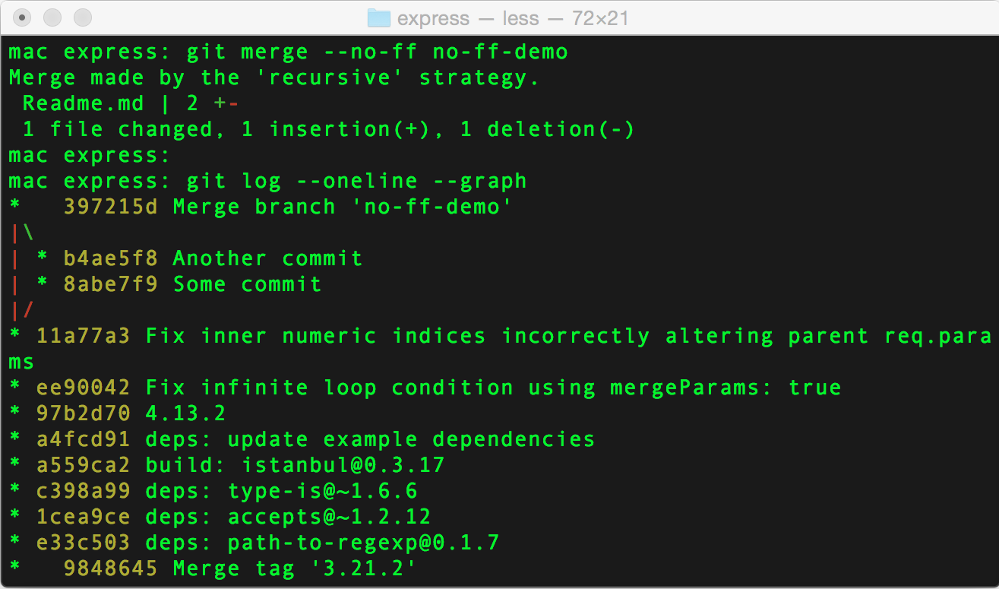 express — less — 72×21
mac express: git merge --no-ff no-ff-demo
Merge made by the 'recursive' strategy.
 Readme.md | 2 +-
 1 file changed, 1 insertion(+), 1 deletion(-)
mac express:
mac express: git log --oneline --graph
*   397215d Merge branch 'no-ff-demo'
|\
| * b4ae5f8 Another commit
| * 8abe7f9 Some commit
|/
* 11a77a3 Fix inner numeric indices incorrectly altering parent req.para
ms
* ee90042 Fix infinite loop condition using mergeParams: true
* 97b2d70 4.13.2
* a4fcd91 deps: update example dependencies
* a559ca2 build: istanbul@0.3.17
* c398a99 deps: type-is@~1.6.6
* 1cea9ce deps: accepts@~1.2.12
* e33c503 deps: path-to-regexp@0.1.7
*   9848645 Merge tag '3.21.2'